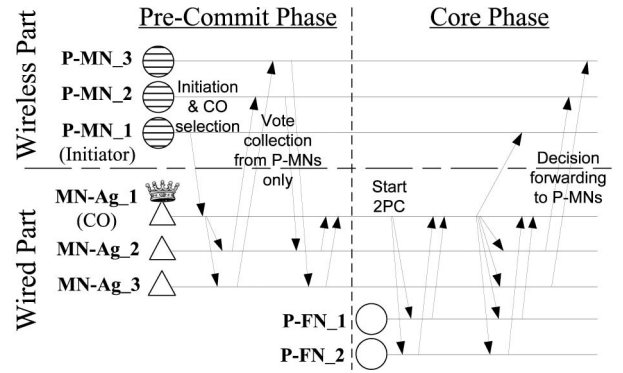 Pre-Commit Phase
Core Phase
Wireless Part
P-MN_3
P-MN_2
P-MN_1
(Initiator)
Initiation
& CO
selection
Vote
collection
from P-MNs
only
Decision
forwarding
to P-MNs
Wired Part
MN-Ag_1
(CO)
MN-Ag_2
MN-Ag_3
Start
2PC
P-FN_1
P-FN_2